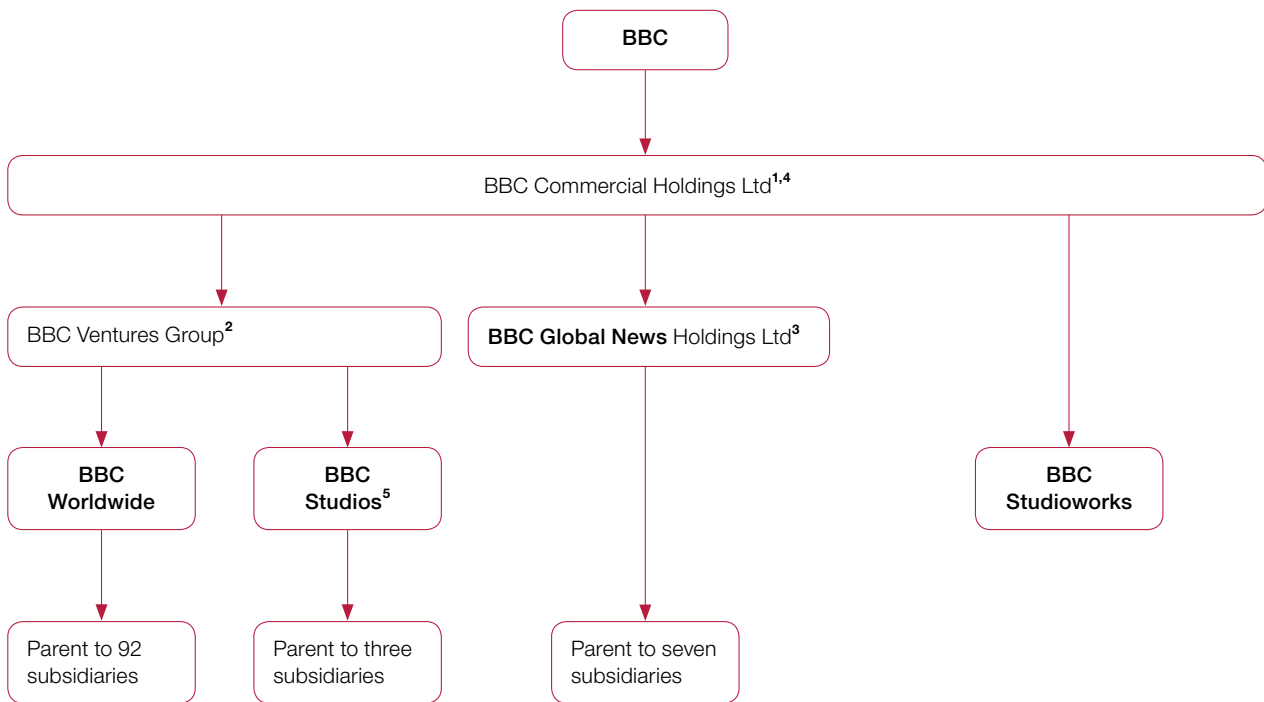 BBC
BBC Commercial Holdings Ltd1,4
BBC Ventures Group2
BBC Global News Holdings Ltd3
BBC
Worldwide
BBC
Studios5
BBC
Studioworks
Parent to 92
subsidiaries
Parent to three
subsidiaries
Parent to seven
subsidiaries